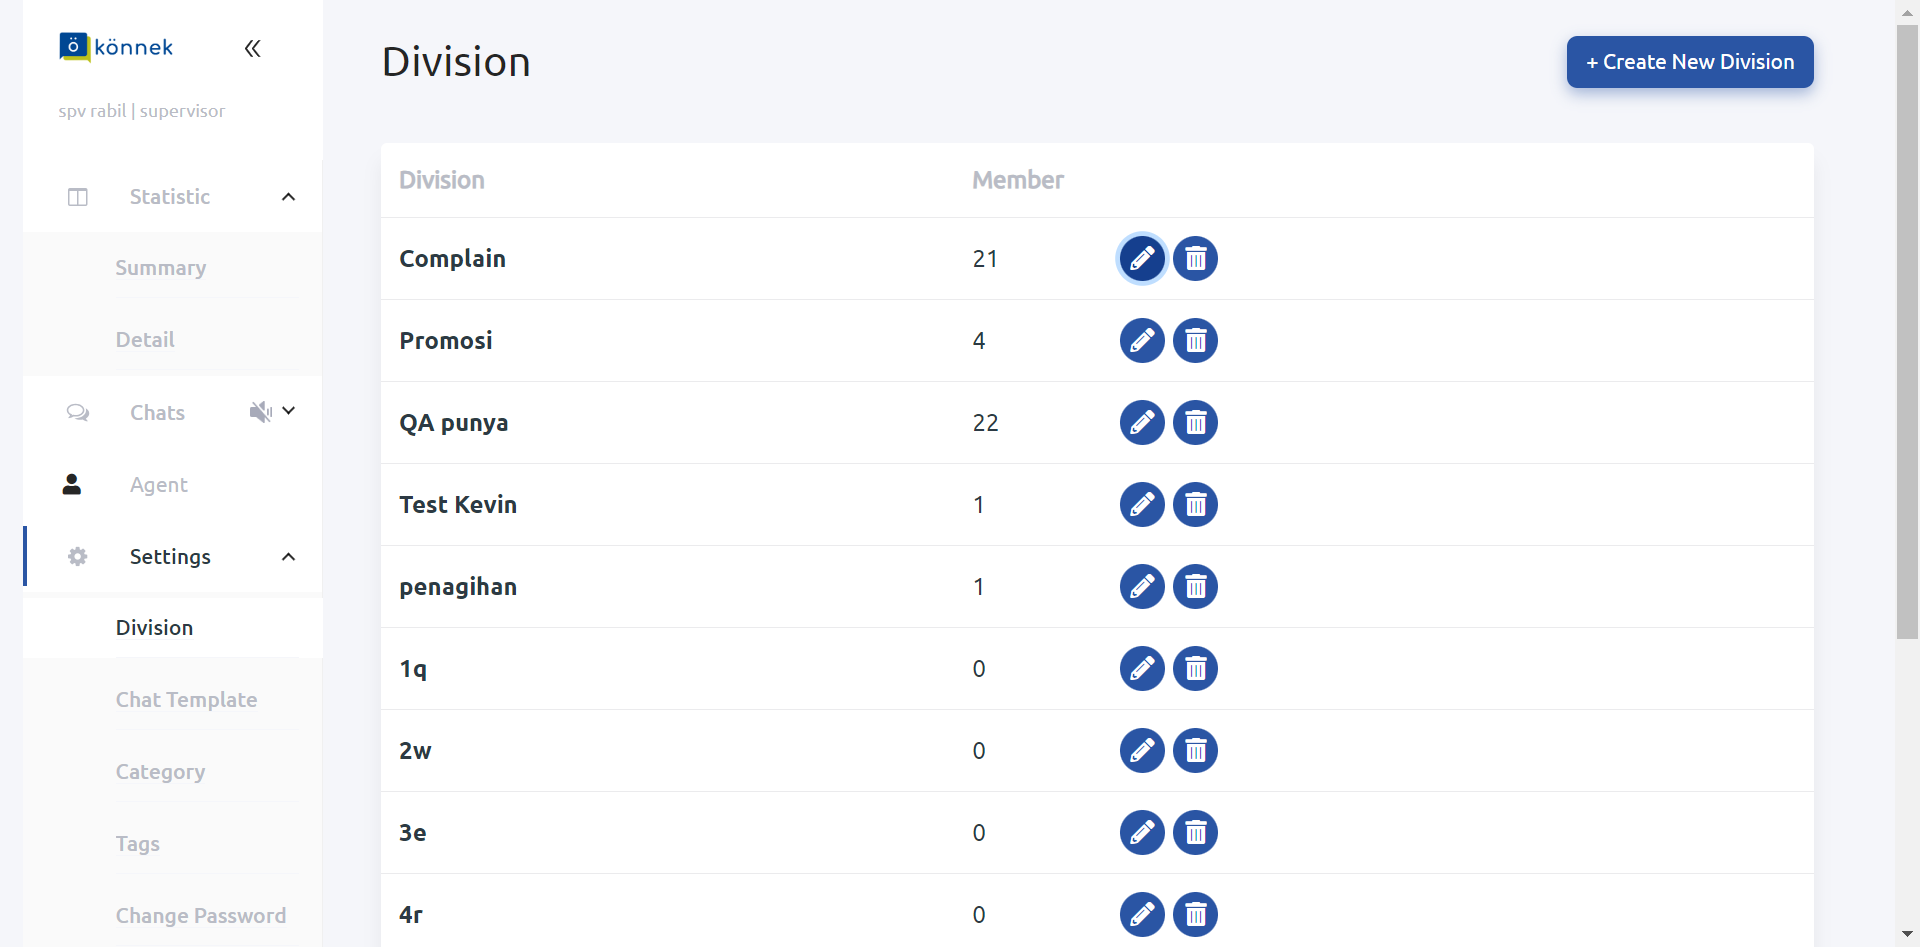 ö könnek
spv rabil | supervisor
Statistic
Summary
Detail
Chats
Agent
Settings
Division
Chat Template
Category
Tags
Change Password
Division
+ Create New Division
Division Member
Complain 21
Promosi 4
QA punya 22
Test Kevin 1
penagihan 1
1q 0
2w 0
3e 0
4r 0